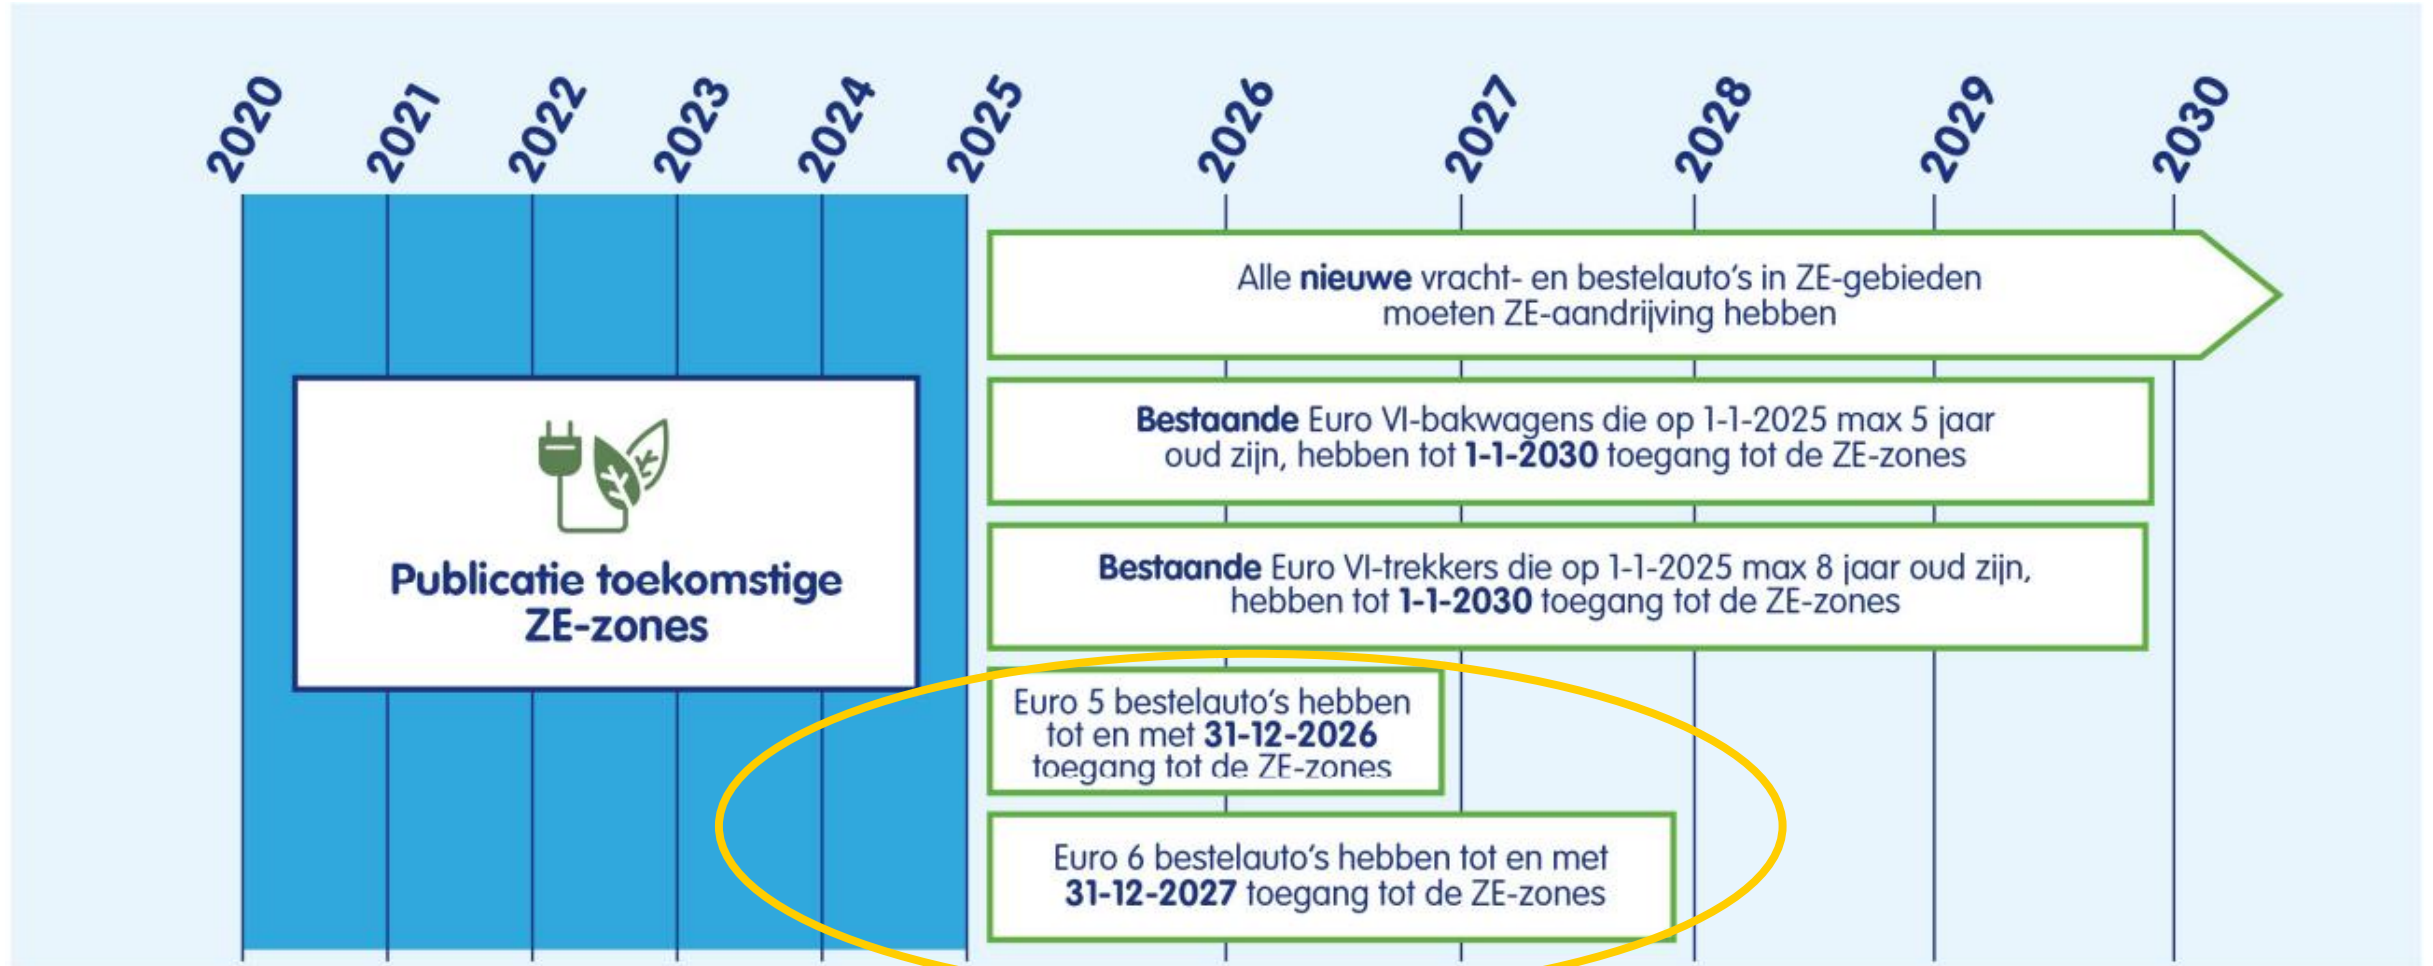 2020 2021 2022 2023 2024 2025 2026 2027 2028 2029 2030
Alle nieuwe vracht- en bestelauto's in ZE-gebieden
moeten ZE-aandrijving hebben
Bestaande Euro VI-bakwagens die op 1-1-2025 max 5 jaar
oud zijn, hebben tot 1-1-2030 toegang tot de ZE-zones
Publicatie toekomstige
ZE-zones
Bestaande Euro VI-trekkers die op 1-1-2025 max 8 jaar oud zijn,
hebben tot 1-1-2030 toegang tot de ZE-zones
Euro 5 bestelauto's hebben
tot en met 31-12-2026
toegang tot de ZE-zones
Euro 6 bestelauto's hebben tot en met
31-12-2027 toegang tot de ZE-zones